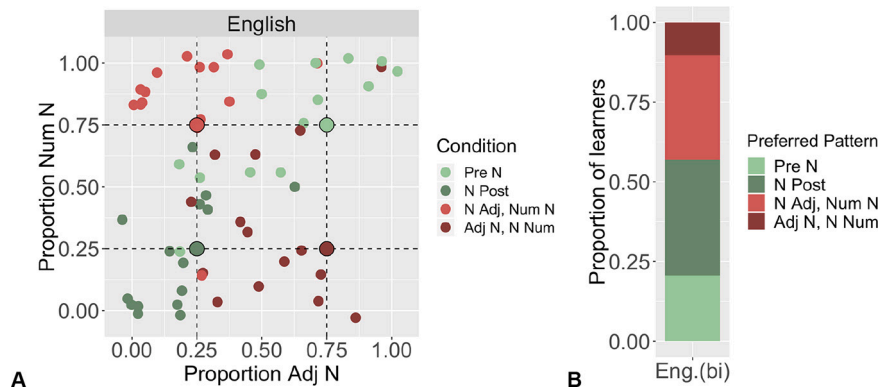 English
1.00
0.75
0.50
0.25
0.00
Proportion Num N
0.00 0.25 0.50 0.75 1.00
Proportion Adj N
A
Condition
Pre N
N Post
N Adj, Num N
Adj N, N Num
1.00
0.75
0.50
0.25
0.00
Proportion of learners
Eng.(bi)
B
Preferred Pattern
Pre N
N Post
N Adj, Num N
Adj N, N Num